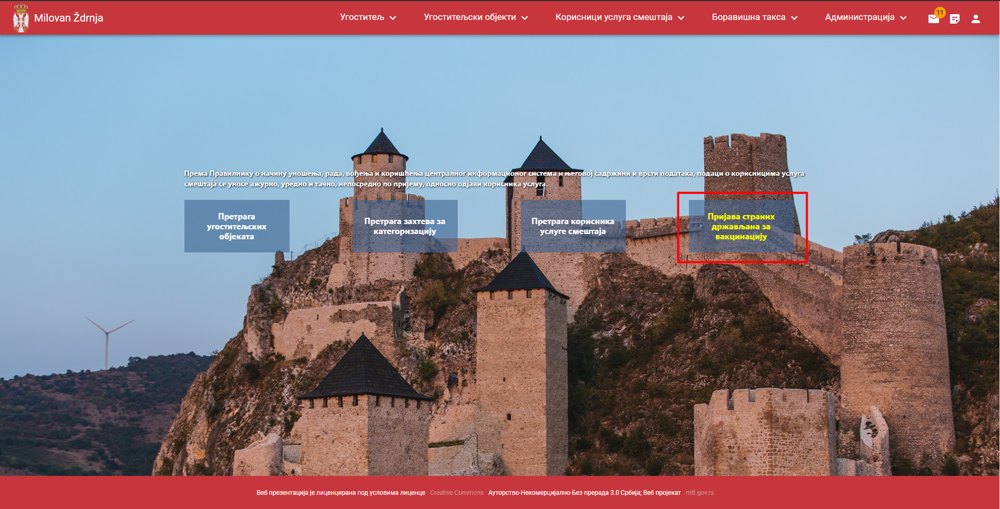 Milovan Ždrnja
Угоститељ
Угоститељски објекти
Корисници услуга смештаја
Боравишна такса
Администрација
11
Према Правилнику о начину уношења, рада, вођења и коришћења централног информационог система и његовој садржини и врсти података, подаци о корисницима услуга
смештаја се уносе ажурно, уредно и тачно, непосредно по пријему, односно одјави корисника услуга.
Претрага
угоститељских
објеката
Претрага захтева за
категоризацију
Претрага корисника
услуге смештаја
Пријава страних
држављана за
вакцинацију
Веб презентација је лиценцирана под условима лиценце Creative Commons Ауторство-Некомерцијално-Без прерада 3.0 Србија; Веб пројекат mtt.gov.rs